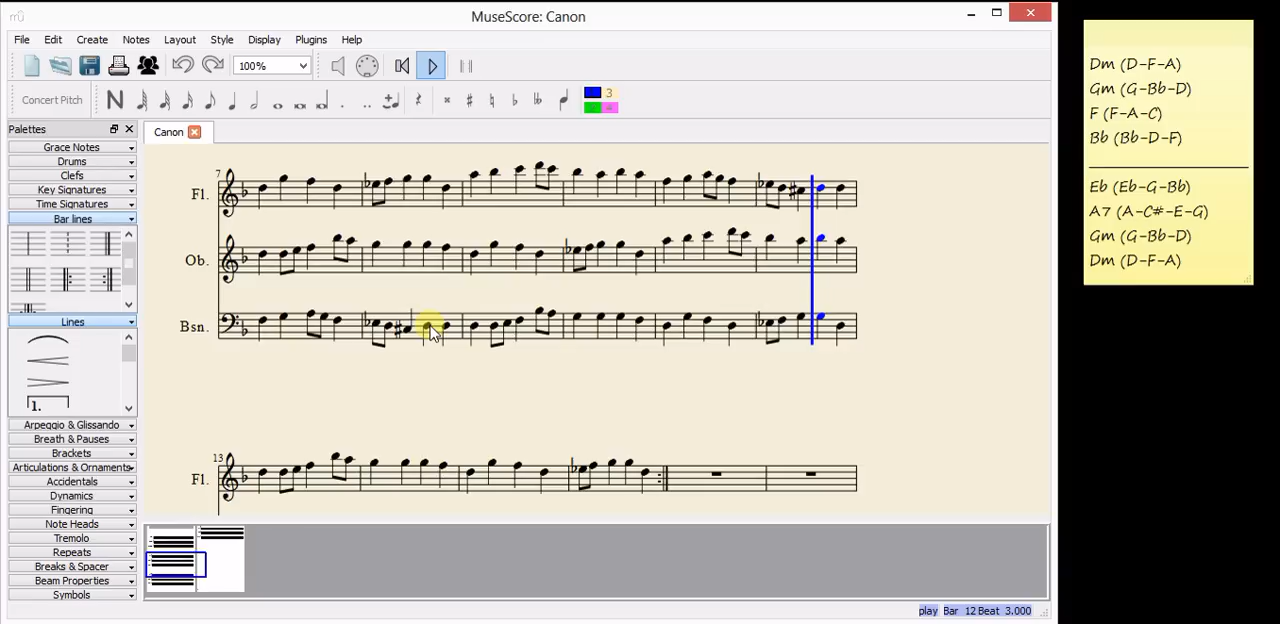 mû MuseScore: Canon
File Edit Create Notes Layout Style Display Plugins Help
100%
Concert Pitch N 3
Palettes
Canon
Grace Notes
Drums
Clefs
Key Signatures
Time Signatures
Bar lines
Lines
1.
Arpeggio & Glissando
Breath & Pauses
Brackets
Articulations & Ornaments
Accidentals
Dynamics
Fingering
Note Heads
Tremolo
Repeats
Breaks & Spacer
Beam Properties
Symbols
7
Fl.
Ob.
Bsn.
13
Fl.
play Bar 12 Beat 3.000
Dm (D-F-A)
Gm (G-Bb-D)
F (F-A-C)
Bb (Bb-D-F)
Eb (Eb-G-Bb)
A7 (A-C#-E-G)
Gm (G-Bb-D)
Dm (D-F-A)